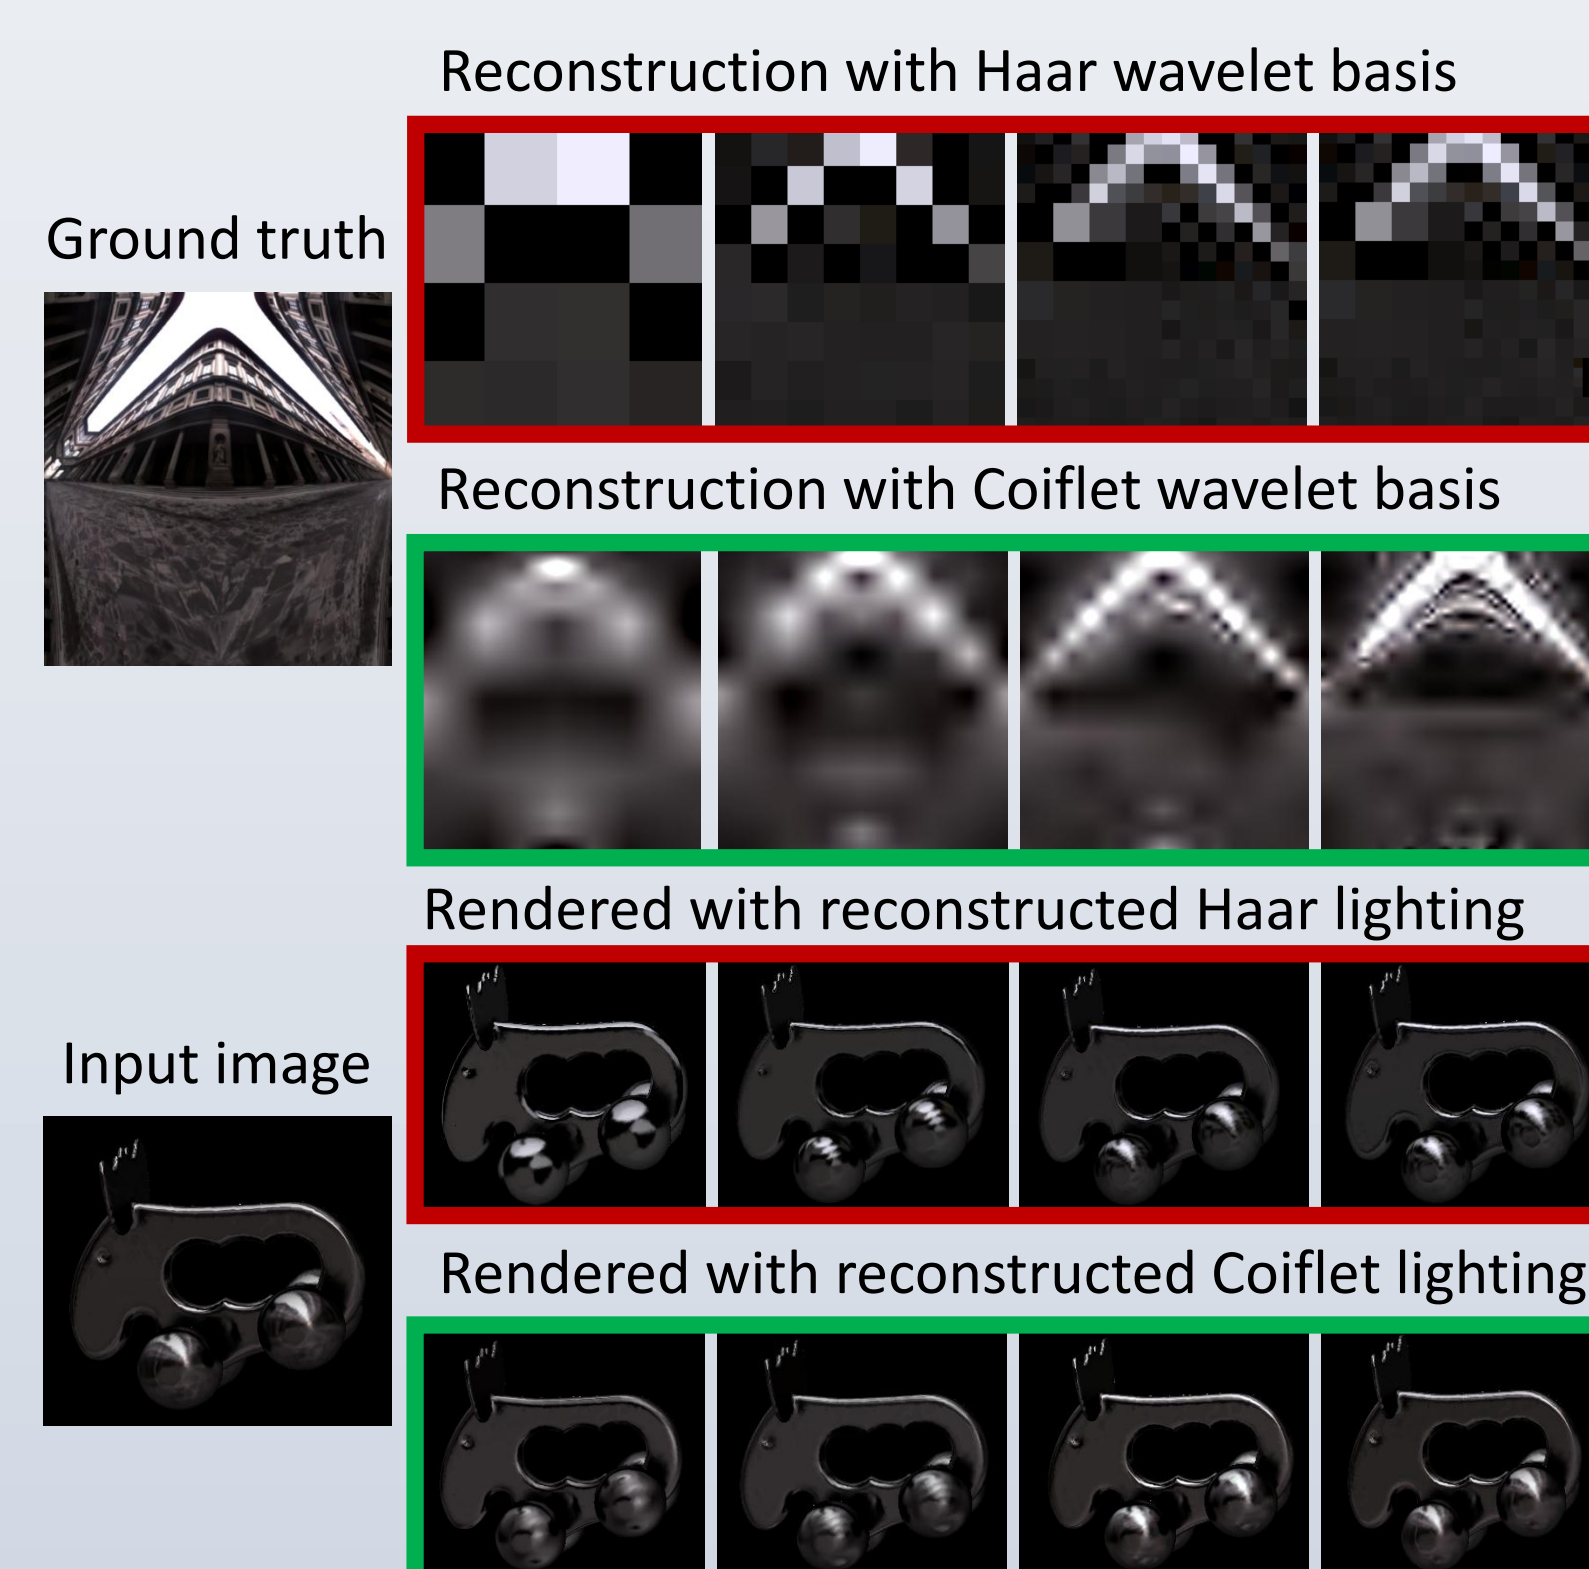 Reconstruction with Haar wavelet basis
Ground truth
Reconstruction with Coiflet wavelet basis
Rendered with reconstructed Haar lighting
Input image
Rendered with reconstructed Coiflet lighting